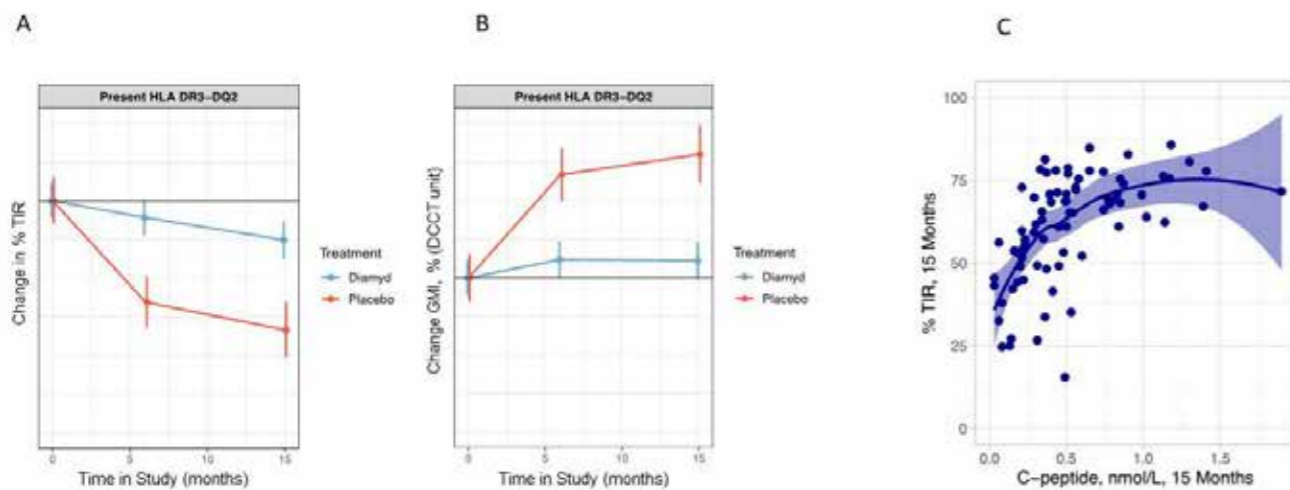 A
B
C
Present HLA DR3-DQ2
Change in % TIR
0
5
10
15
Time in Study (months)
Treatment
Diamyd
Placebo
Present HLA DR3-DQ2
Change GMI, % (DCCT unit)
0
5
10
15
Time in Study (months)
Treatment
Diamyd
Placebo
% TIR, 15 Months
100
75
50
25
0
0.0
0.5
1.0
1.5
C-peptide, nmol/L, 15 Months